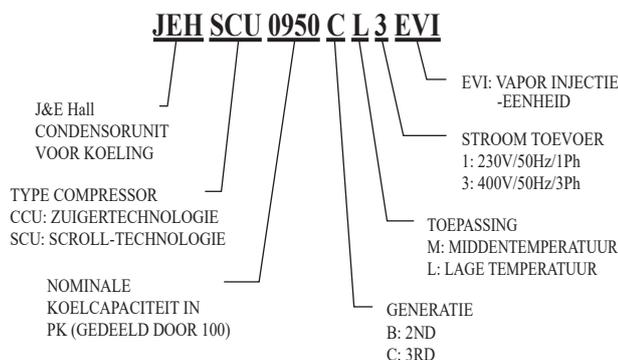 JEH SCU 0950 C L 3 EVI
EVI: VAPOR INJECTIE
-EENHEID
J&E Hall
CONDENSORUNIT
VOOR KOELING
STROOM TOEVOER
1: 230V/50Hz/1Ph
3: 400V/50Hz/3Ph
TYPE COMPRESSOR
CCU: ZUIGERTECHNOLOGIE
SCU: SCROLL-TECHNOLOGIE
TOEPASSING
M: MIDDENTEMPERATUUR
L: LAGE TEMPERATUUR
NOMINALE
KOELCAPACITEIT IN
PK (GEDEELD DOOR 100)
GENERATIE
B: 2ND
C: 3RD